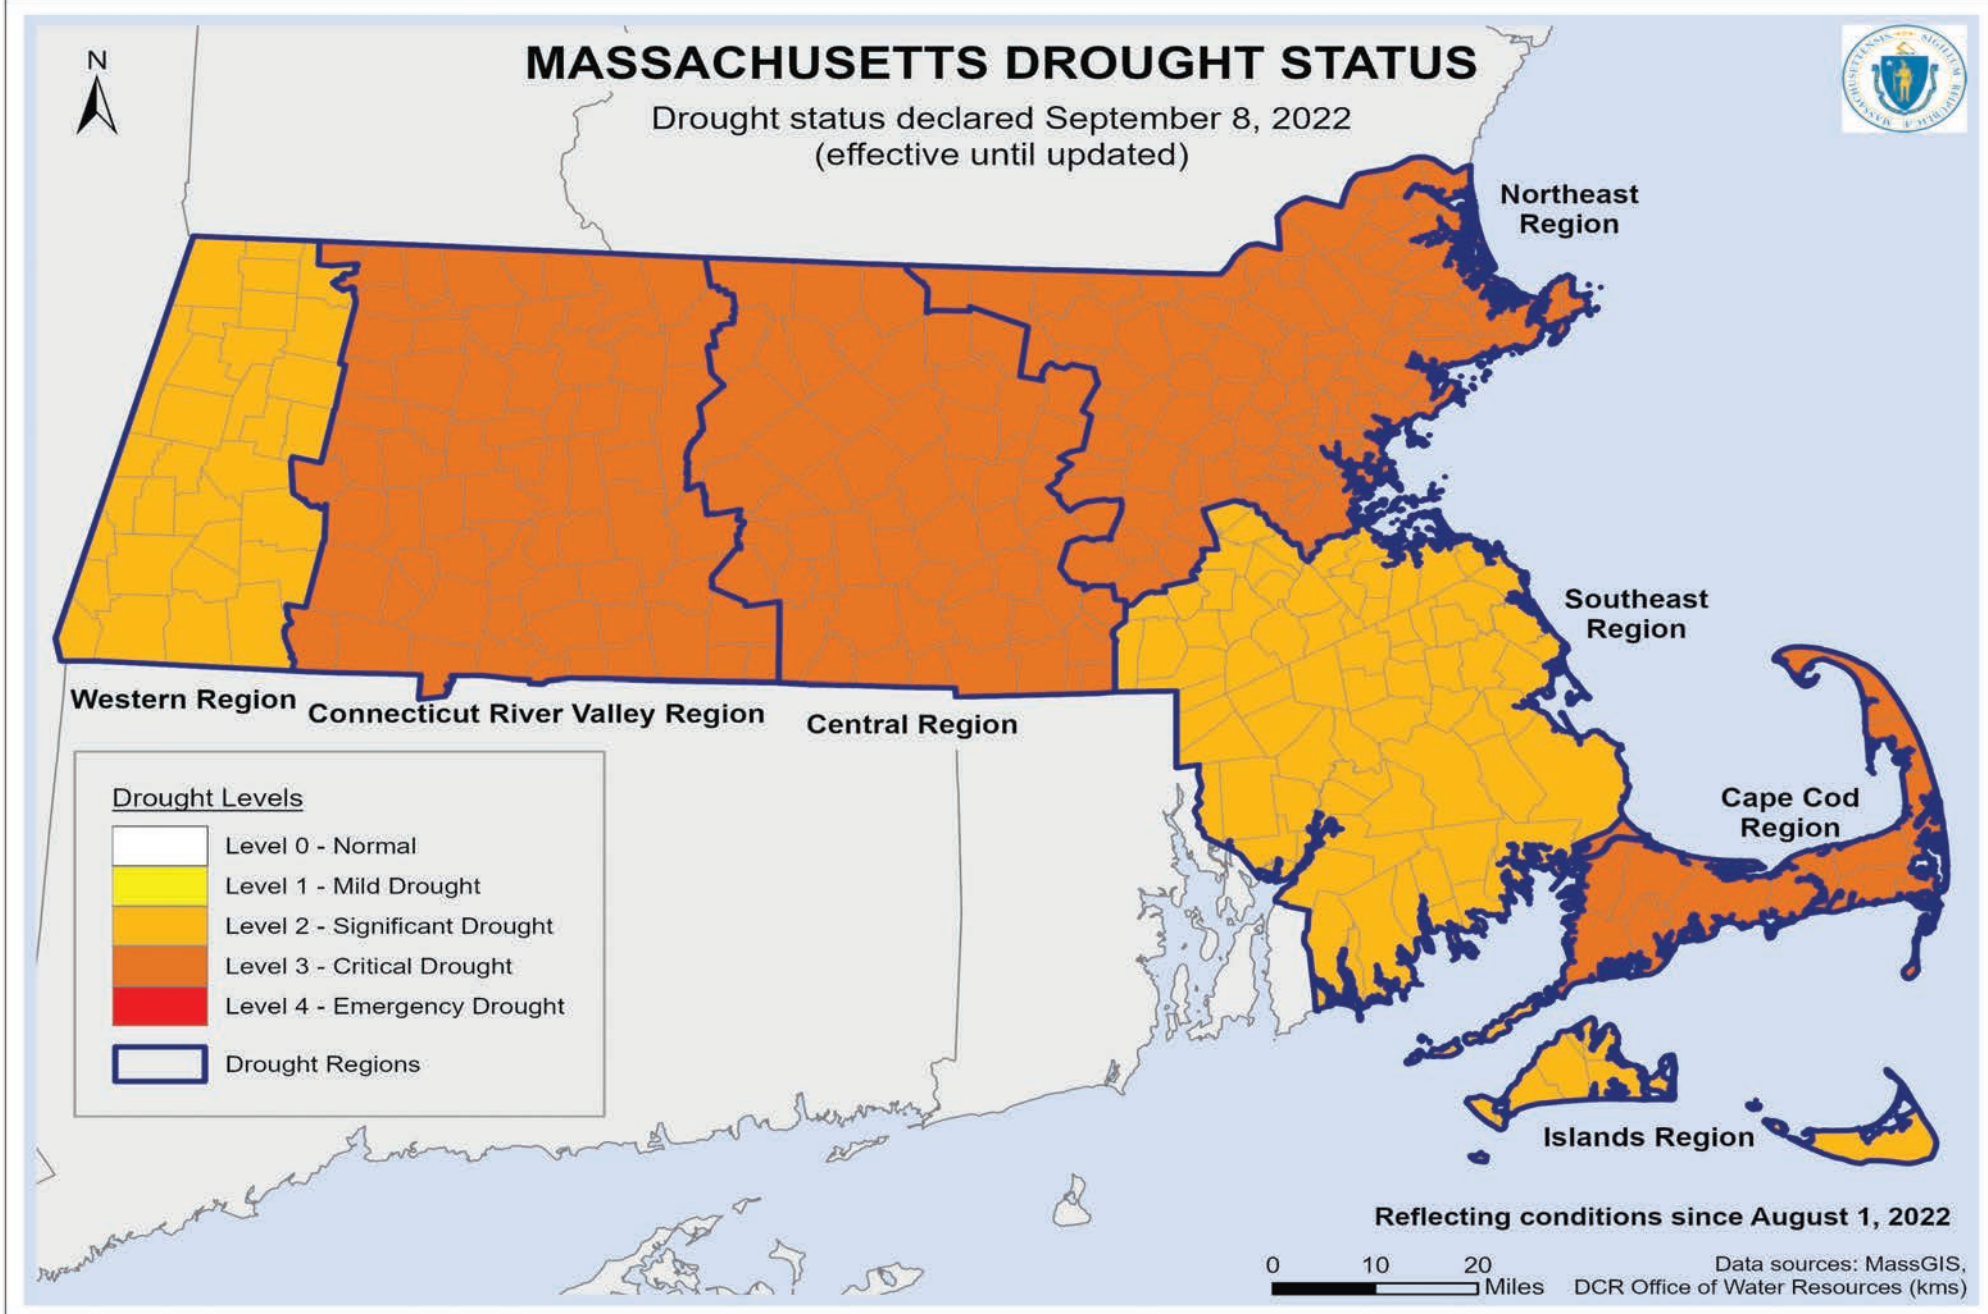 N
MASSACHUSETTS DROUGHT STATUS
Drought status declared September 8, 2022
(effective until updated)
Northeast
Region
Southeast
Region
Western Region
Connecticut River Valley Region
Central Region
Cape Cod
Region
Drought Levels
Level 0 - Normal
Level 1 - Mild Drought
Level 2 - Significant Drought
Level 3 - Critical Drought
Level 4 - Emergency Drought
Drought Regions
Islands Region
Reflecting conditions since August 1, 2022
0 10 20
Miles
Data sources: MassGIS,
DCR Office of Water Resources (kms)